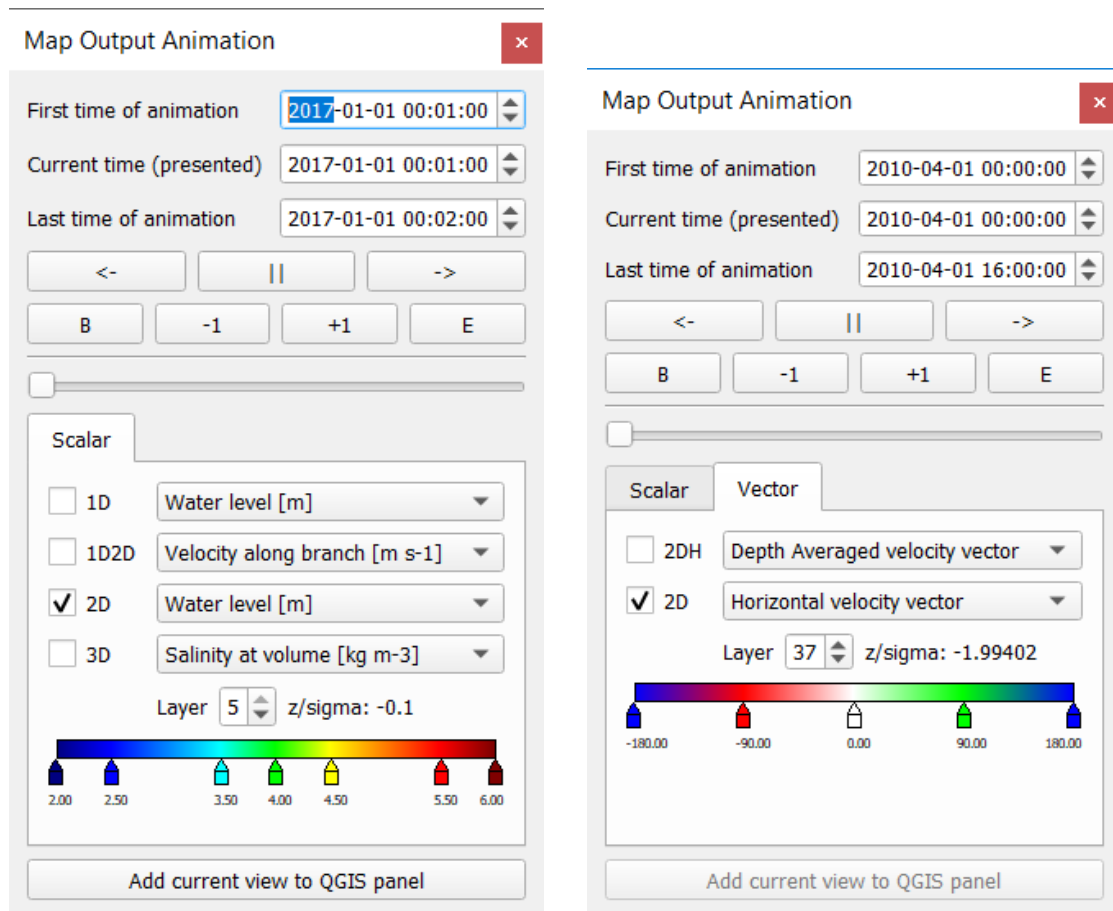 Map Output Animation
×
First time of animation 2017-01-01 00:01:00
Current time (presented) 2017-01-01 00:01:00
Last time of animation 2017-01-01 00:02:00
<- || ->
B -1 +1 E
Scalar
1D Water level [m]
1D2D Velocity along branch [m s-1]
2D Water level [m]
3D Salinity at volume [kg m-3]
Layer 5 z/sigma: -0.1
2.00 2.50 3.50 4.00 4.50 5.50 6.00
Add current view to QGIS panel
Map Output Animation
×
First time of animation 2010-04-01 00:00:00
Current time (presented) 2010-04-01 00:00:00
Last time of animation 2010-04-01 16:00:00
<- || ->
B -1 +1 E
Scalar Vector
2DH Depth Averaged velocity vector
2D Horizontal velocity vector
Layer 37 z/sigma: -1.99402
-180.00 -90.00 0.00 90.00 180.00
Add current view to QGIS panel